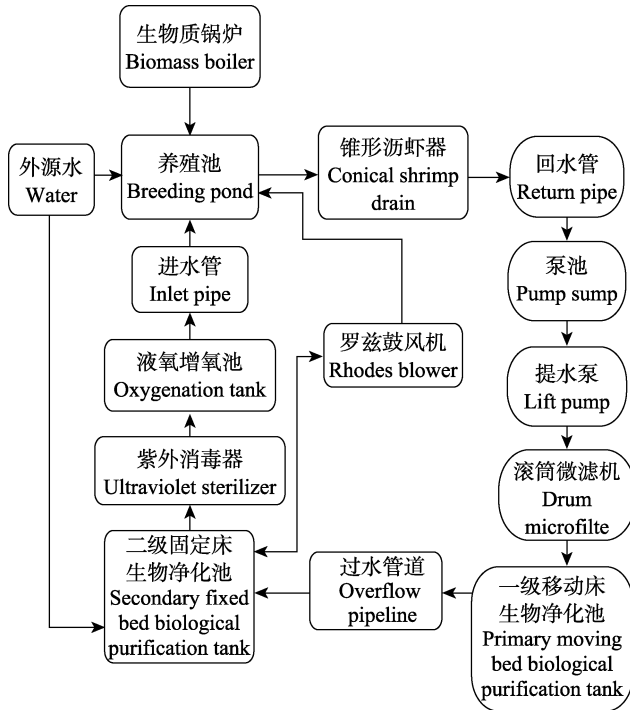 生物质锅炉
Biomass boiler
外源水
Water
养殖池
Breeding pond
锥形沥虾器
Conical shrimp
drain
回水管
Return pipe
进水管
Inlet pipe
泵池
Pump sump
液氧增氧池
Oxygenation tank
罗兹鼓风机
Rhodes blower
提水泵
Lift pump
紫外消毒器
Ultraviolet sterilizer
滚筒微滤机
Drum
microfilte
二级固定床
生物净化池
Secondary fixed
bed biological
purification tank
过水管道
Overflow
pipeline
一级移动床
生物净化池
Primary moving
bed biological
purification tank